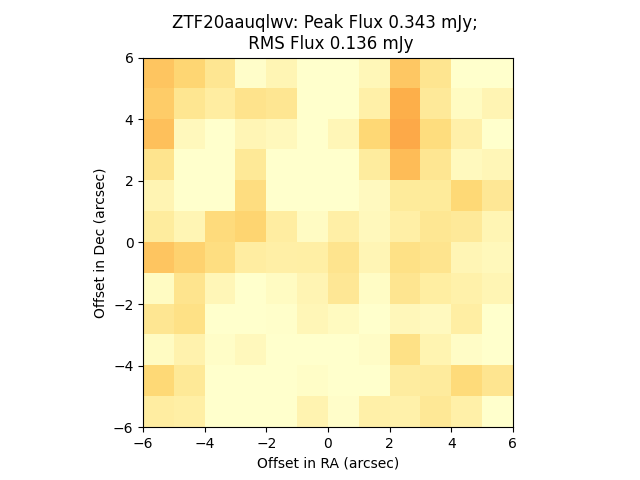 ZTF20aauqlwv: Peak Flux 0.343 mJy;
RMS Flux 0.136 mJy
6
4
2
0
−2
−4
−6
Offset in Dec (arcsec)
−6 −4 −2 0 2 4 6
Offset in RA (arcsec)